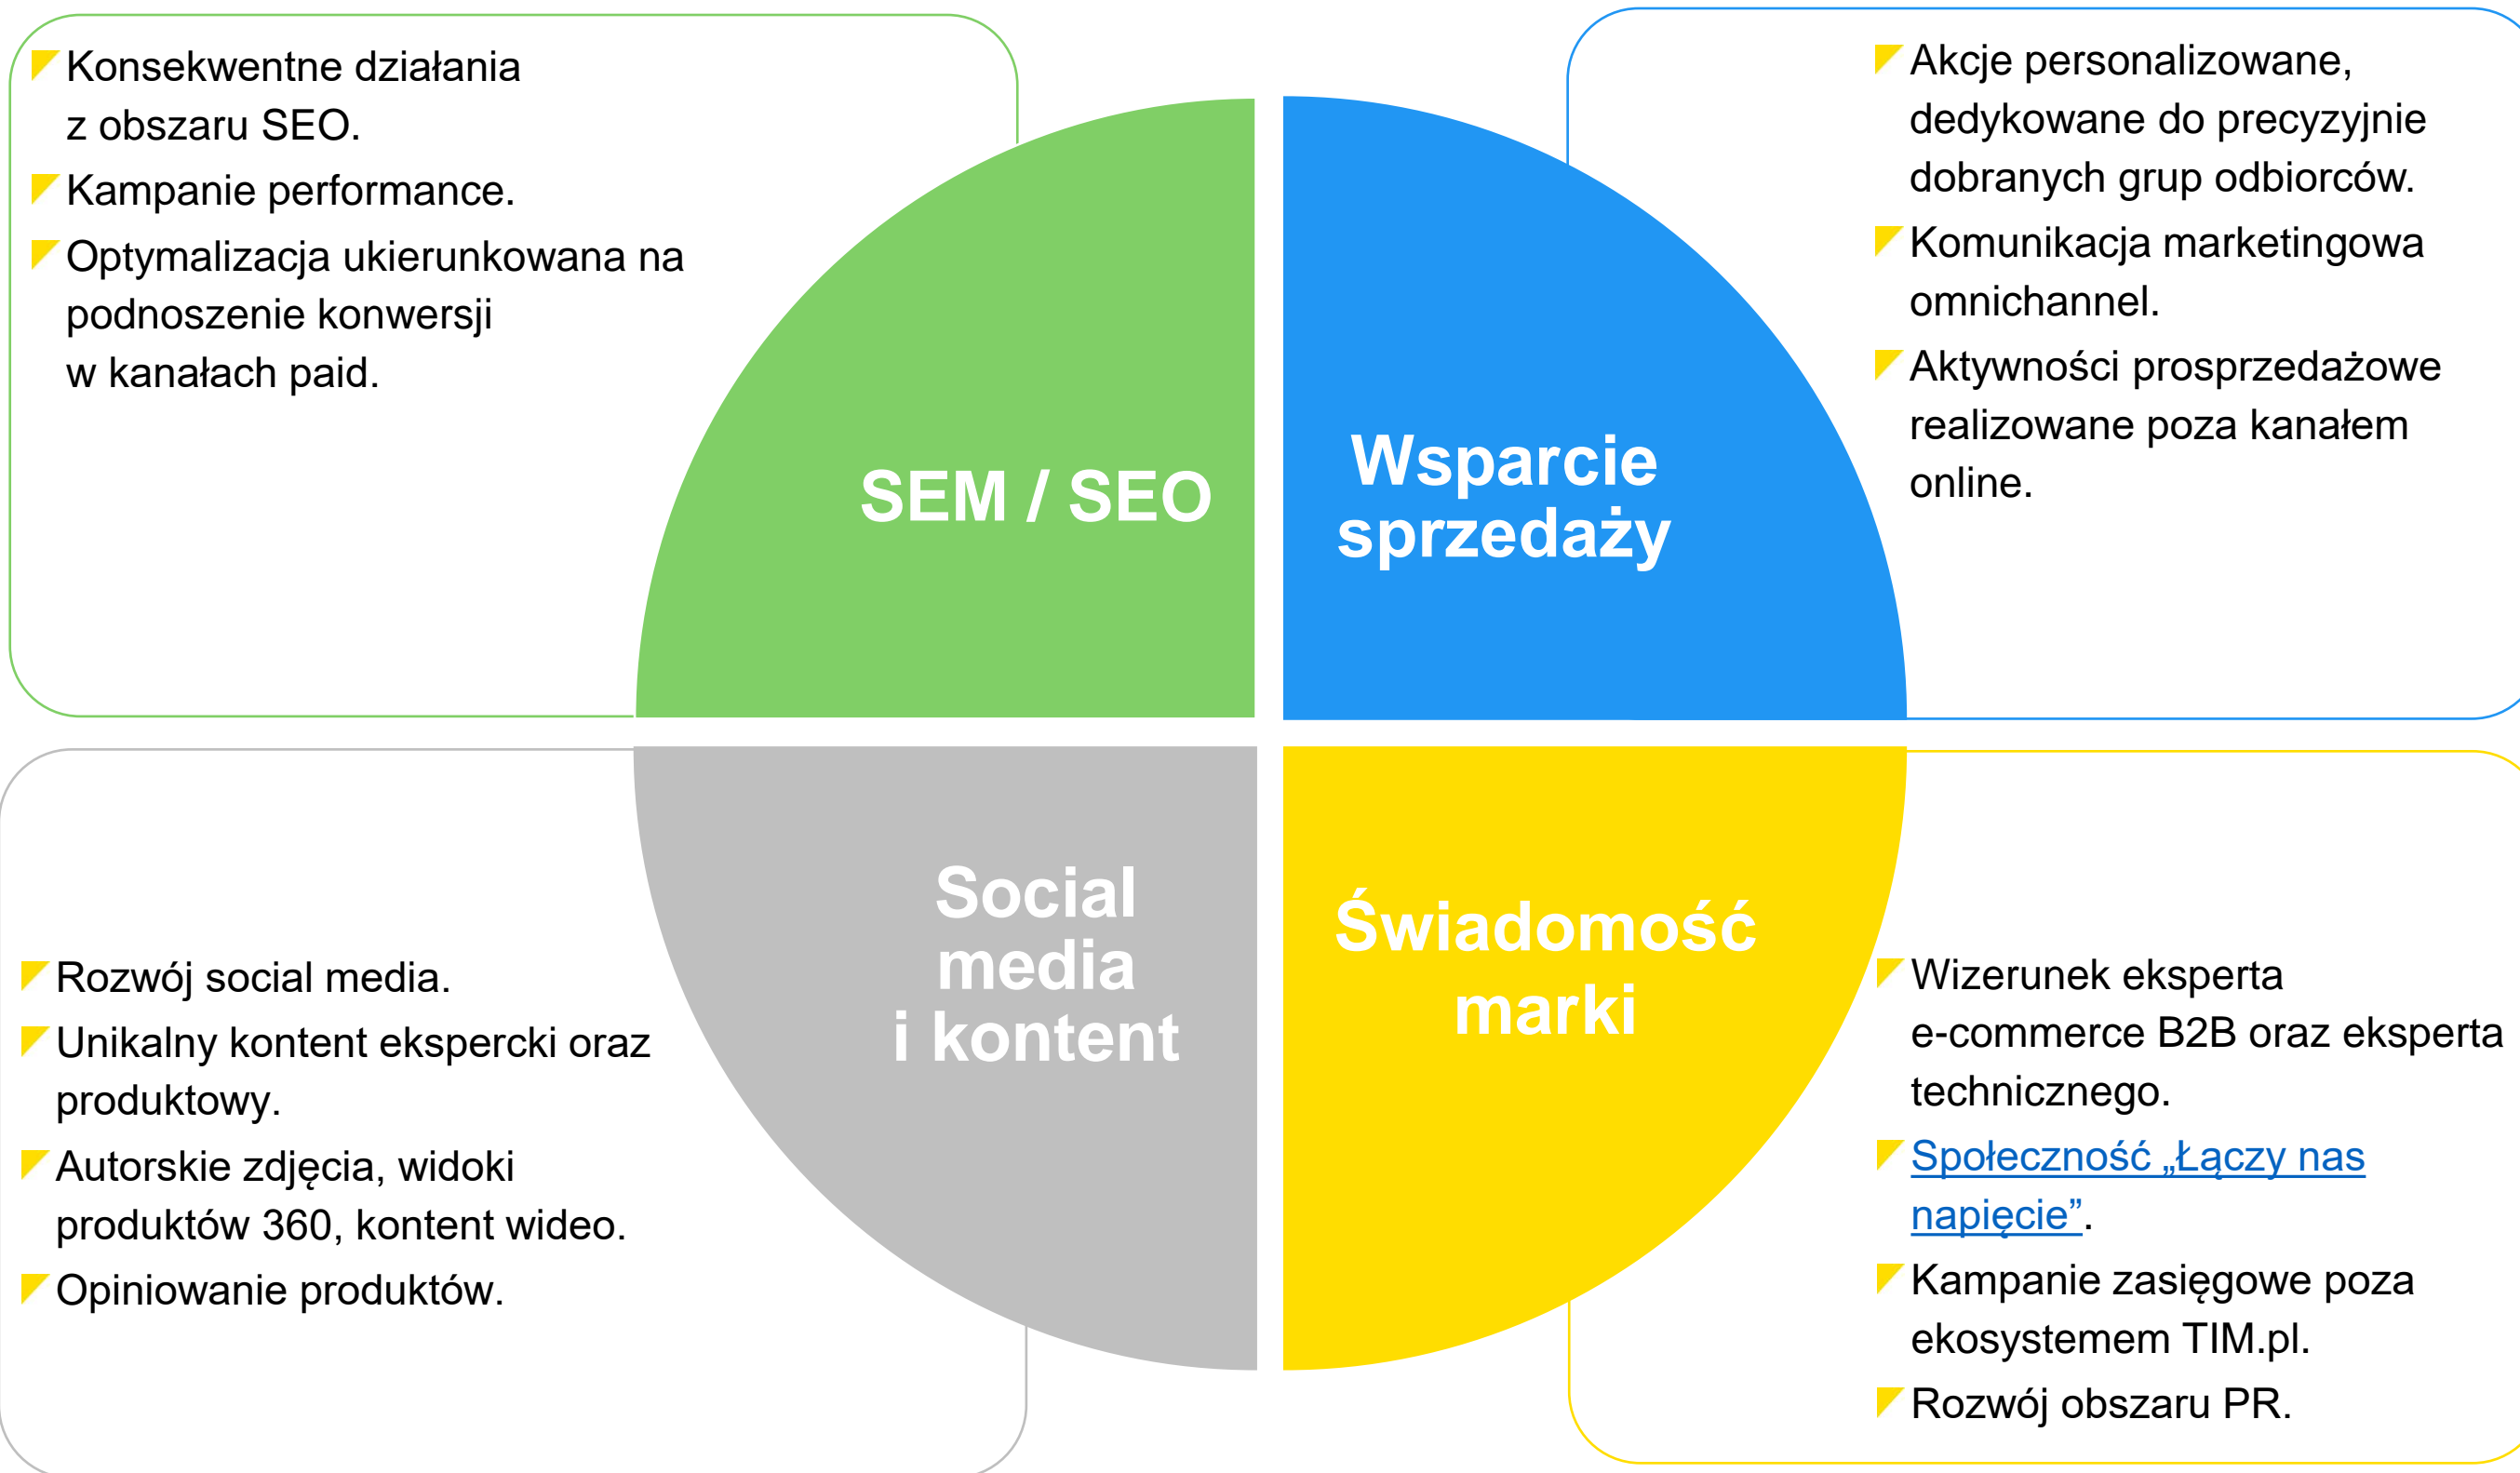 Konsekwentne działania
z obszaru SEO.
Kampanie performance.
Optymalizacja ukierunkowana na
podnoszenie konwersji
w kanałach paid.
SEM / SEO
Wsparcie
sprzedaży
Akcje personalizowane,
dedykowane do precyzyjnie
dobranych grup odbiorców.
Komunikacja marketingowa
omnichannel.
Aktywności prosprzedażowe
realizowane poza kanałem
online.
Rozwój social media.
Unikalny kontent ekspercki oraz
produktowy.
Autorskie zdjęcia, widoki
produktów 360, kontent wideo.
Opiniowanie produktów.
Social
media
i kontent
Świadomość
marki
Wizerunek eksperta
e-commerce B2B oraz eksperta
technicznego.
Społeczność „Łączy nas
napięcie”.
Kampanie zasięgowe poza
ekosystemem TIM.pl.
Rozwój obszaru PR.